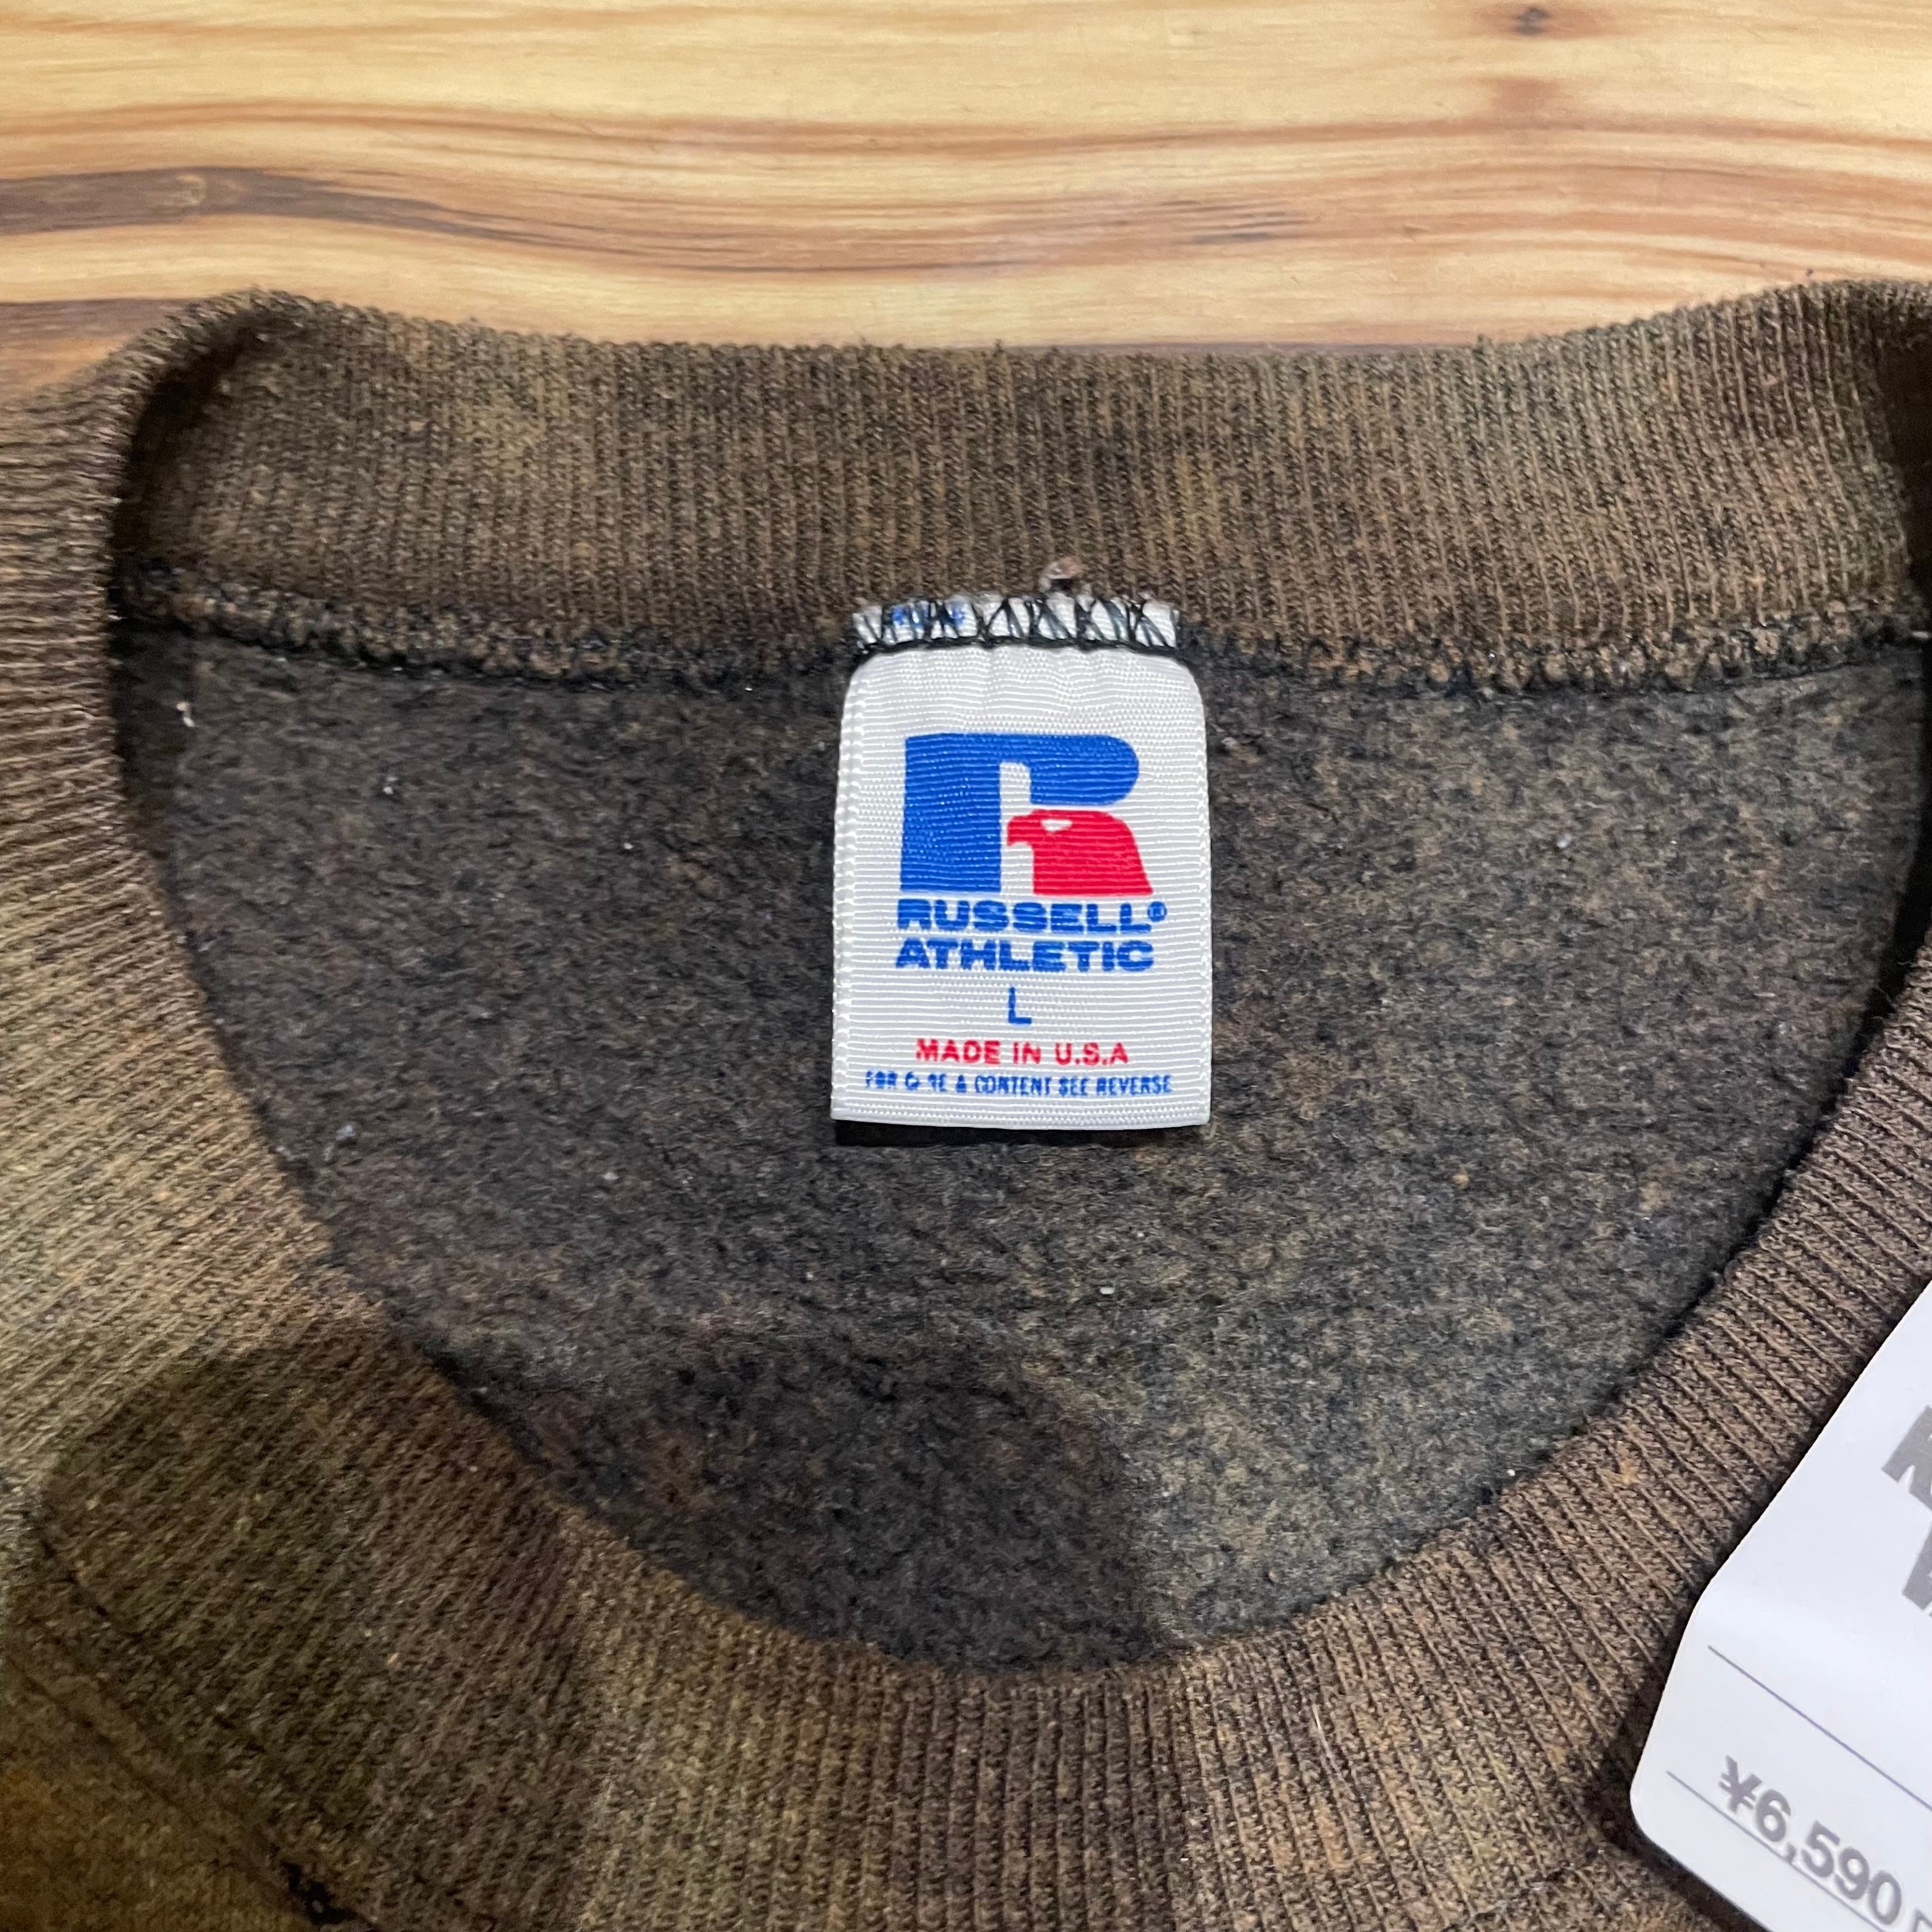 RUSSELL®
ATHLETIC
L
MADE IN U.S.A
FOR CARE & CONTENT SEE REVERSE
¥6,590